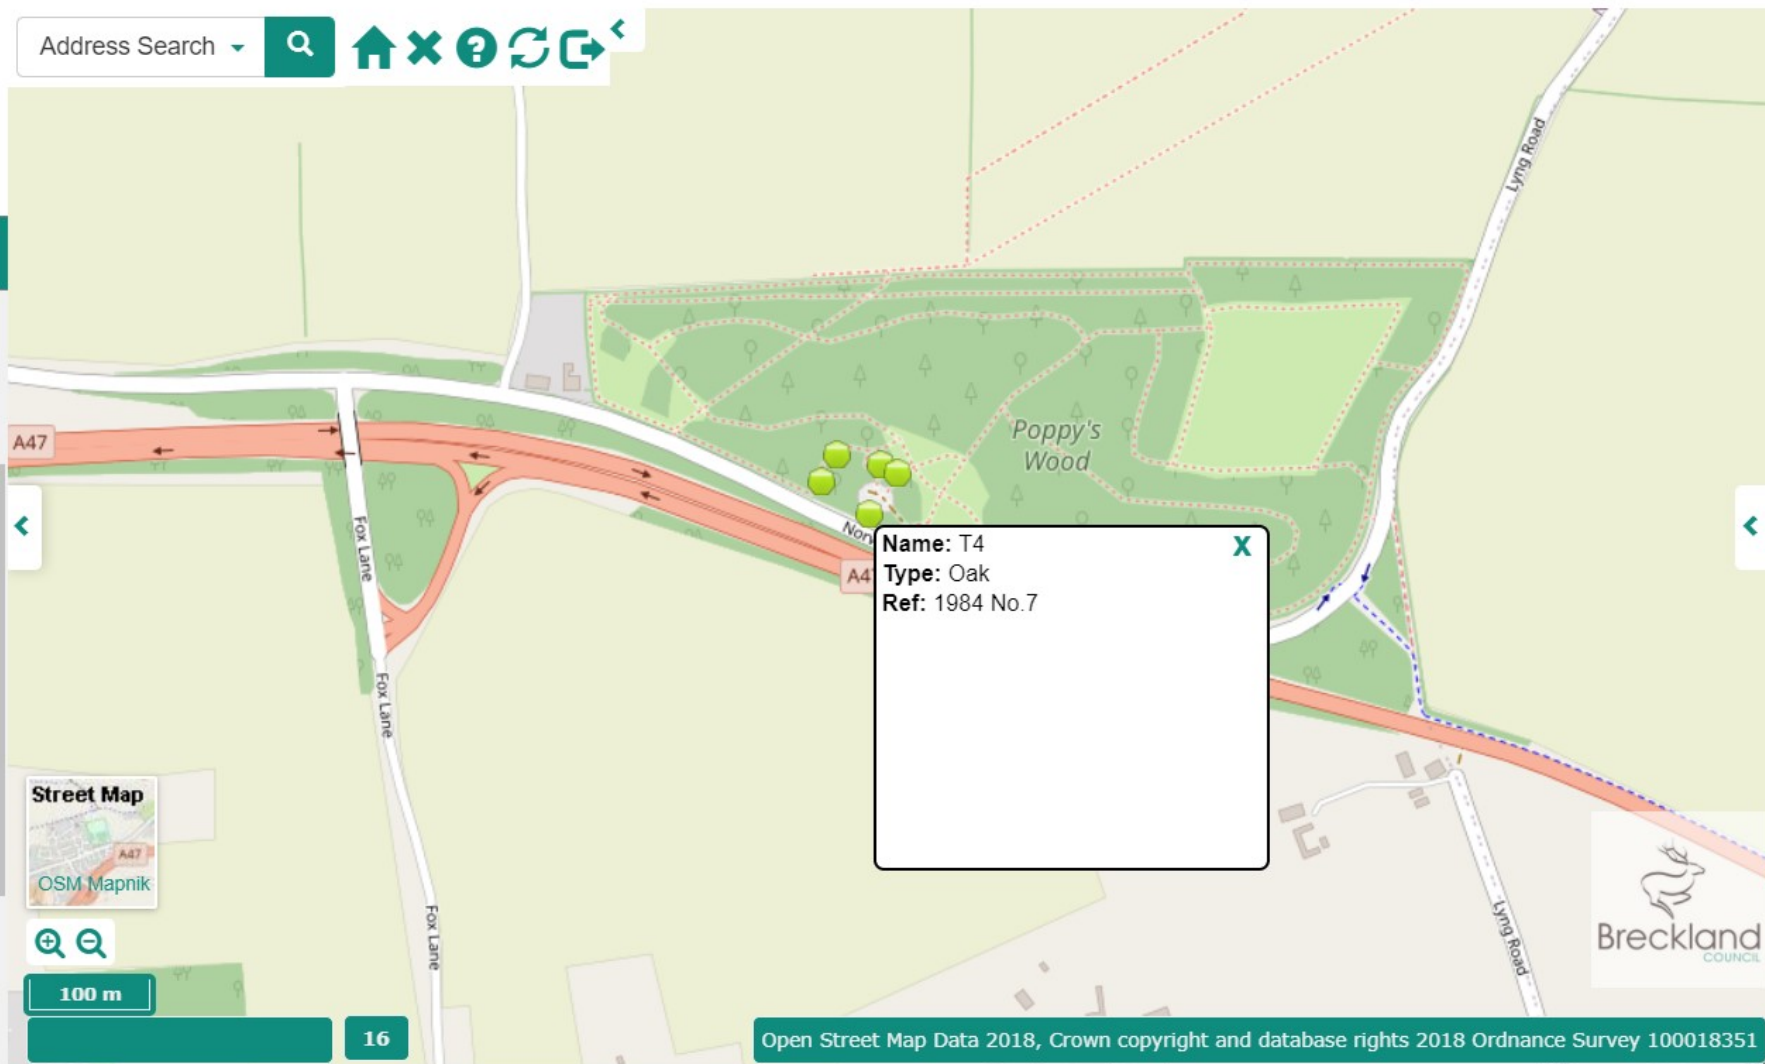 Address Search
Lyng Road
A47
Poppy's
Wood
Fox Lane
Name: T4
X
Type: Oak
Ref: 1984 No.7
Fox Lane
Street Map
A47
OSM Mapnik
Fox Lane
Lyng Road
Breckland
COUNCIL
100 m
16
Open Street Map Data 2018, Crown copyright and database rights 2018 Ordnance Survey 100018351